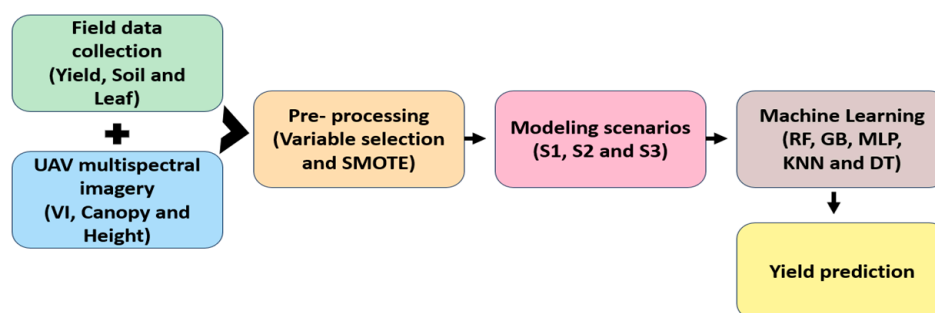 Field data
collection
(Yield, Soil and
Leaf)
UAV multispectral
imagery
(VI, Canopy and
Height)
Pre- processing
(Variable selection
and SMOTE)
Modeling scenarios
(S1, S2 and S3)
Machine Learning
(RF, GB, MLP,
KNN and DT)
Yield prediction